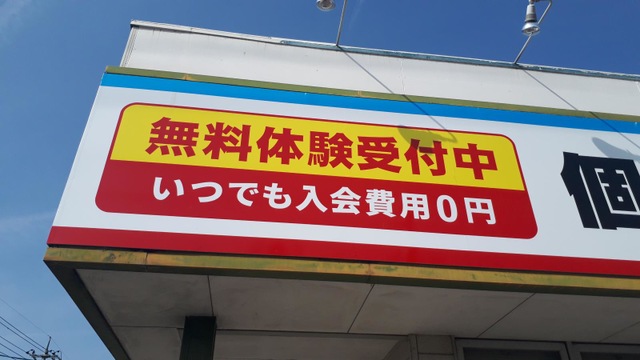 無料体験受付中
いつでも入会費用0円
個